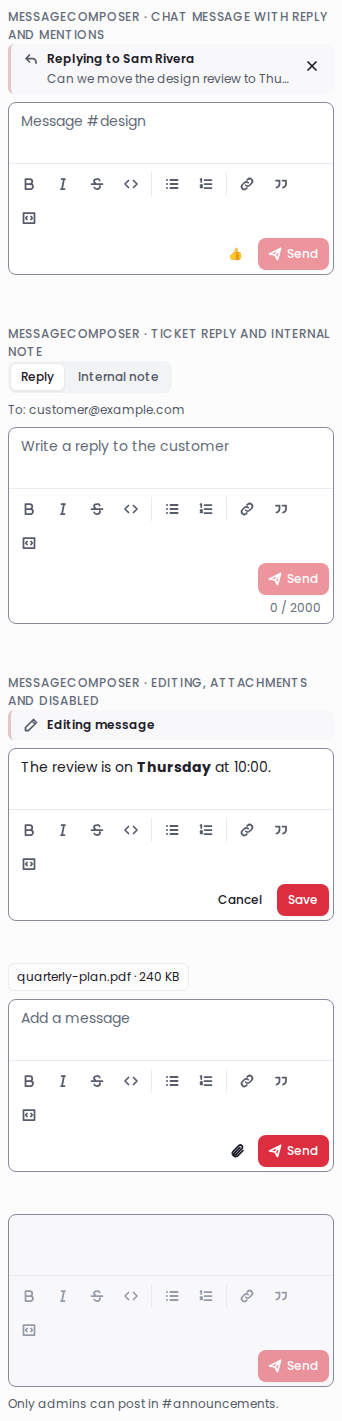 MESSAGECOMPOSER · CHAT MESSAGE WITH REPLY
AND MENTIONS
Replying to Sam Rivera
Can we move the design review to Thu...
Message #design
Send
MESSAGECOMPOSER · TICKET REPLY AND INTERNAL
NOTE
Reply Internal note
To: customer@example.com
Write a reply to the customer
Send
0 / 2000
MESSAGECOMPOSER · EDITING, ATTACHMENTS
AND DISABLED
Editing message
The review is on Thursday at 10:00.
Cancel Save
quarterly-plan.pdf · 240 KB
Add a message
Send
Send
Only admins can post in #announcements.